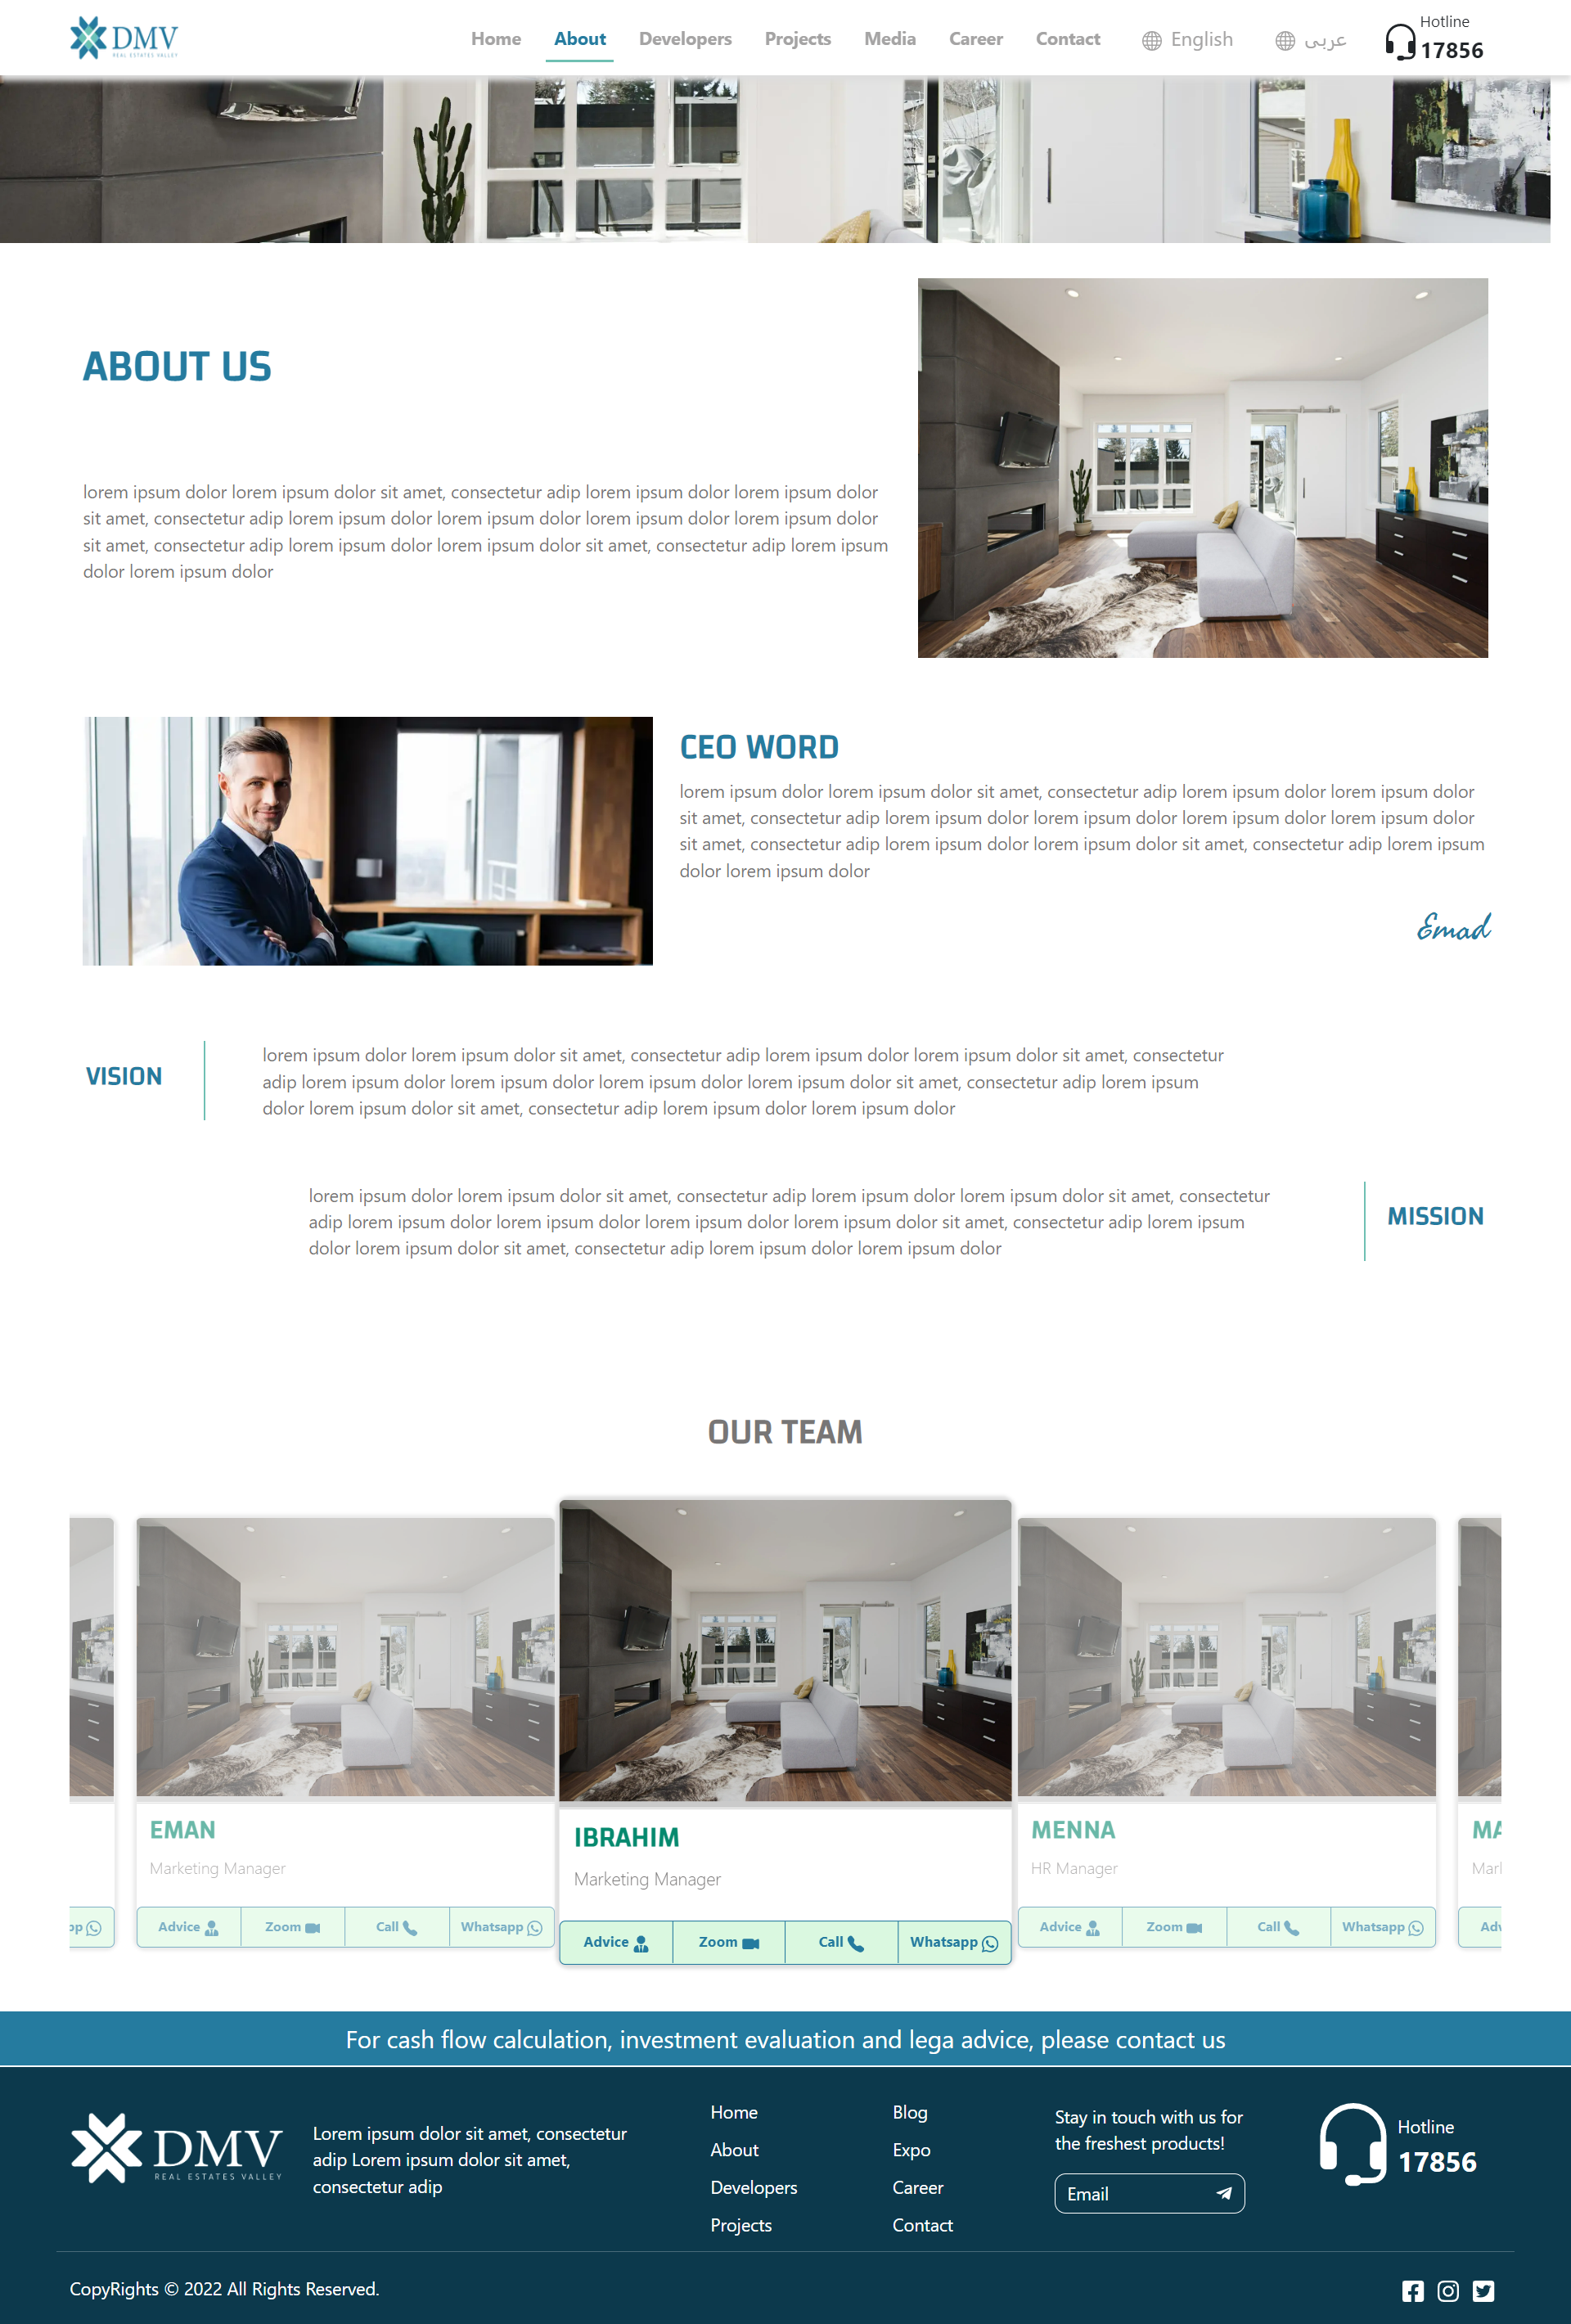 DMV
REAL ESTATES VALLEY
Home
About
Developers
Projects
Media
Career
Contact
English
عربى
Hotline
17856
ABOUT US
lorem ipsum dolor lorem ipsum dolor sit amet, consectetur adip lorem ipsum dolor lorem ipsum dolor
sit amet, consectetur adip lorem ipsum dolor lorem ipsum dolor lorem ipsum dolor lorem ipsum dolor
sit amet, consectetur adip lorem ipsum dolor lorem ipsum dolor sit amet, consectetur adip lorem ipsum
dolor lorem ipsum dolor
CEO WORD
lorem ipsum dolor lorem ipsum dolor sit amet, consectetur adip lorem ipsum dolor lorem ipsum dolor
sit amet, consectetur adip lorem ipsum dolor lorem ipsum dolor lorem ipsum dolor lorem ipsum dolor
sit amet, consectetur adip lorem ipsum dolor lorem ipsum dolor sit amet, consectetur adip lorem ipsum
dolor lorem ipsum dolor
Emad
VISION
lorem ipsum dolor lorem ipsum dolor sit amet, consectetur adip lorem ipsum dolor lorem ipsum dolor sit amet, consectetur
adip lorem ipsum dolor lorem ipsum dolor lorem ipsum dolor lorem ipsum dolor sit amet, consectetur adip lorem ipsum
dolor lorem ipsum dolor sit amet, consectetur adip lorem ipsum dolor lorem ipsum dolor
lorem ipsum dolor lorem ipsum dolor sit amet, consectetur adip lorem ipsum dolor lorem ipsum dolor sit amet, consectetur
adip lorem ipsum dolor lorem ipsum dolor lorem ipsum dolor lorem ipsum dolor sit amet, consectetur adip lorem ipsum
dolor lorem ipsum dolor sit amet, consectetur adip lorem ipsum dolor lorem ipsum dolor
MISSION
OUR TEAM
EMAN
Marketing Manager
Advice
Zoom
Call
Whatsapp
IBRAHIM
Marketing Manager
Advice
Zoom
Call
Whatsapp
MENNA
HR Manager
Advice
Zoom
Call
Whatsapp
For cash flow calculation, investment evaluation and lega advice, please contact us
DMV
REAL ESTATES VALLEY
Lorem ipsum dolor sit amet, consectetur
adip Lorem ipsum dolor sit amet,
consectetur adip
Home
About
Developers
Projects
Blog
Expo
Career
Contact
Stay in touch with us for
the freshest products!
Email
Hotline
17856
CopyRights © 2022 All Rights Reserved.